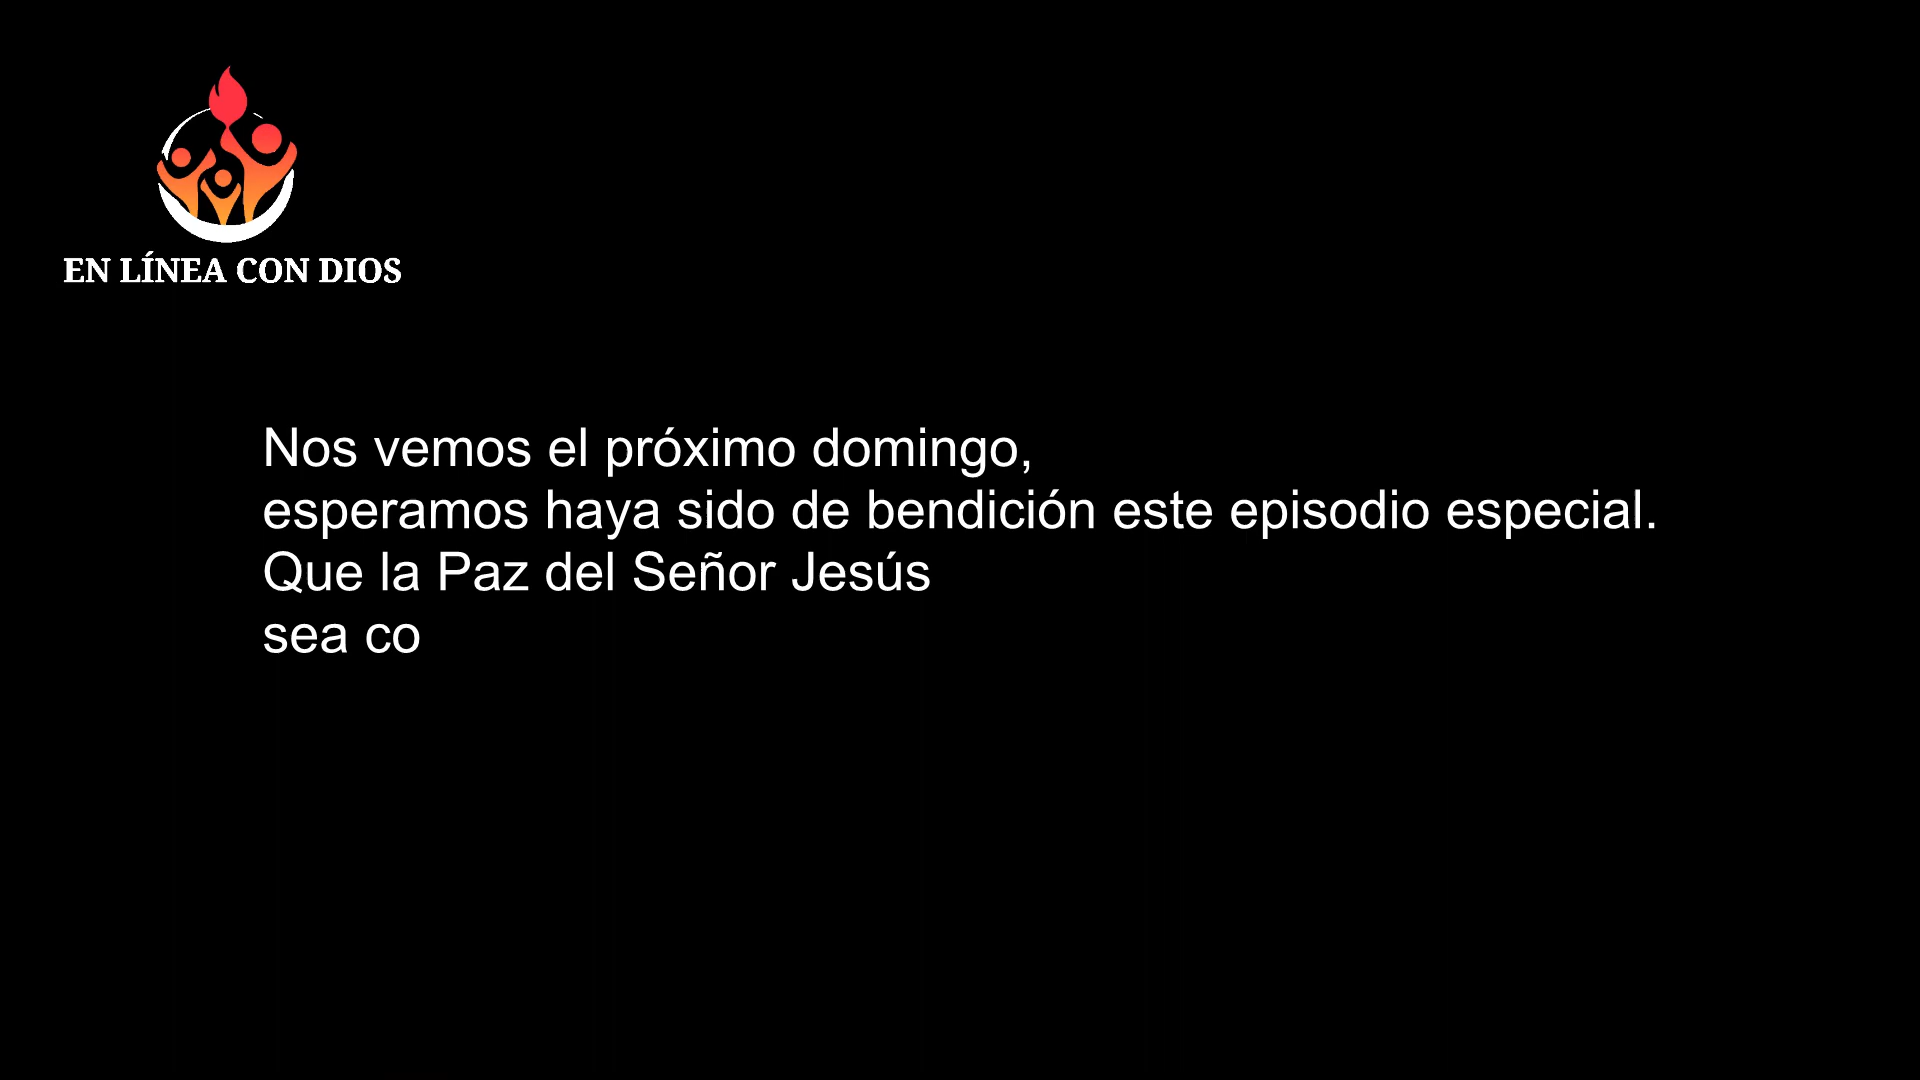 EN LÍNEA CON DIOS
Nos vemos el próximo domingo,
esperamos haya sido de bendición este episodio especial.
Que la Paz del Señor Jesús
sea co